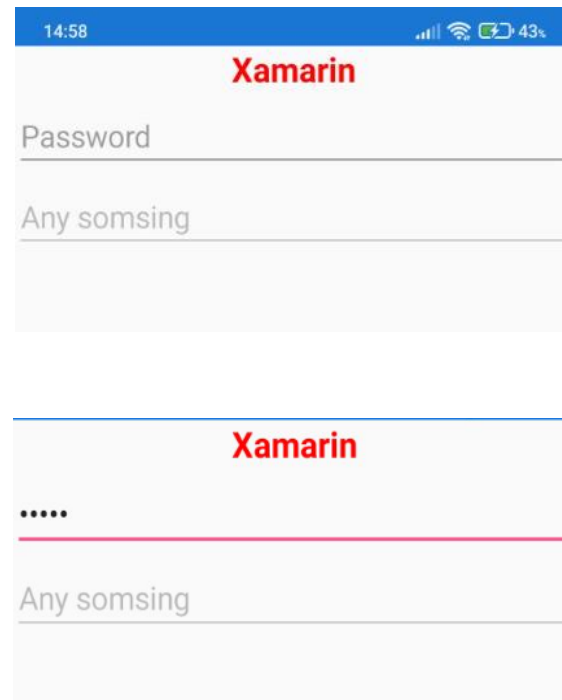 14:58 43%
Xamarin
Password
Any somsing
Xamarin
•••••
Any somsing